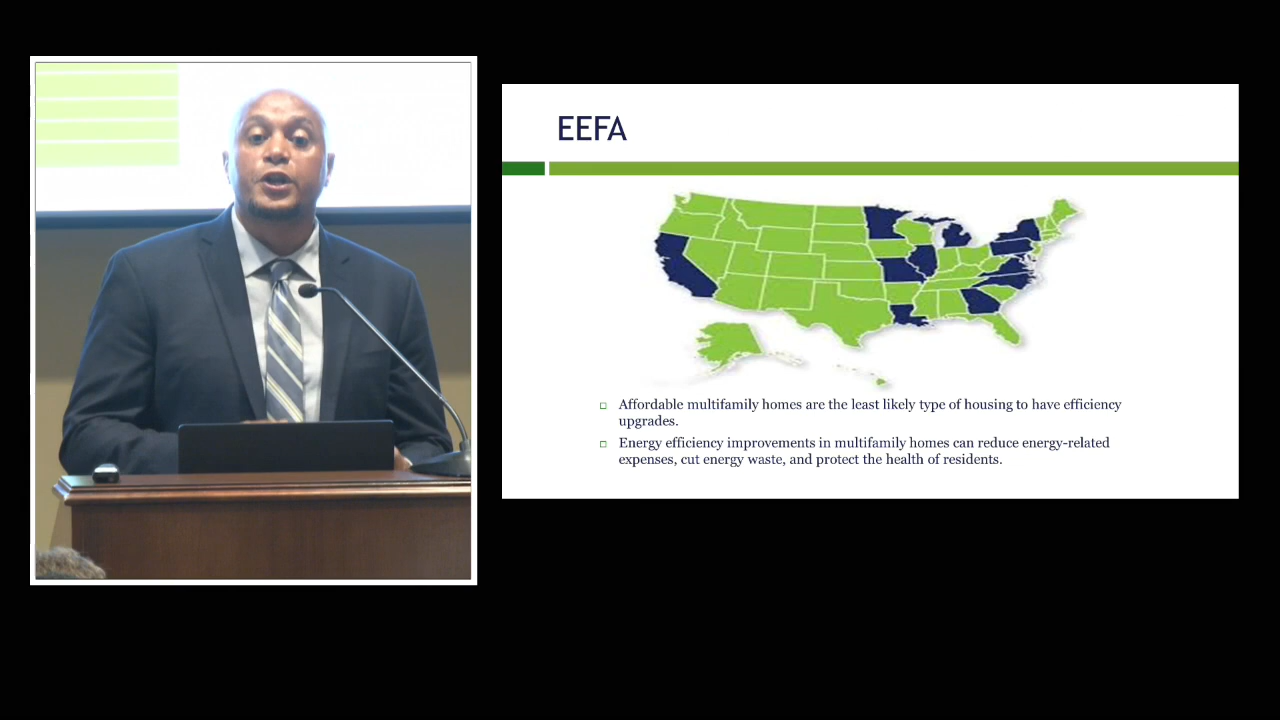 EEFA
Affordable multifamily homes are the least likely type of housing to have efficiency
upgrades.
Energy efficiency improvements in multifamily homes can reduce energy-related
expenses, cut energy waste, and protect the health of residents.